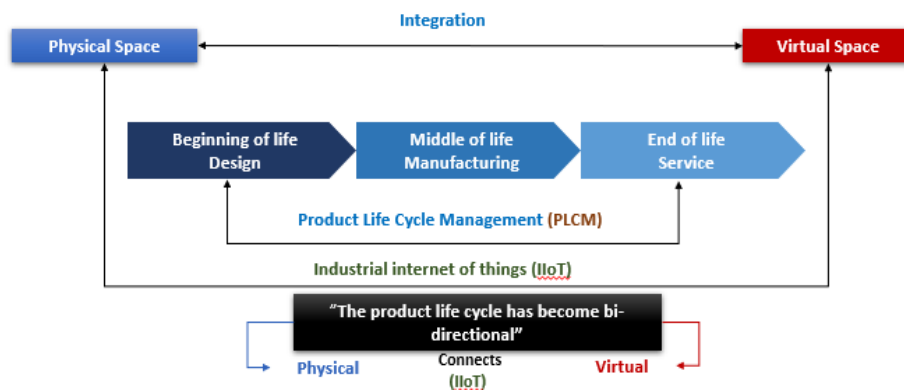 Integration
Physical Space
Virtual Space
Beginning of life
Design
Middle of life
Manufacturing
End of life
Service
Product Life Cycle Management (PLCM)
Industrial internet of things (IIoT)
“The product life cycle has become bi-
directional”
Physical
Connects
(IIoT)
Virtual